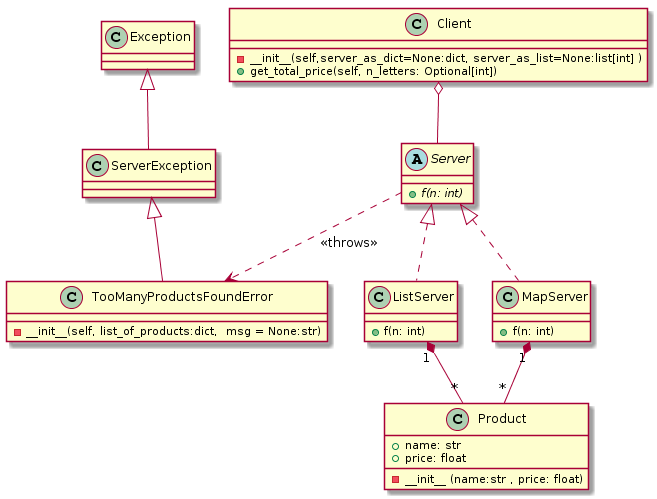 C Exception
C Client
__init__(self,server_as_dict=None:dict, server_as_list=None:list[int] )
get_total_price(self, n_letters: Optional[int])
C ServerException
A Server
f(n: int)
«throws»
C TooManyProductsFoundError
__init__(self, list_of_products:dict,  msg = None:str)
C ListServer
f(n: int)
C MapServer
f(n: int)
1
1
*
*
C Product
name: str
price: float
__init__ (name:str , price: float)